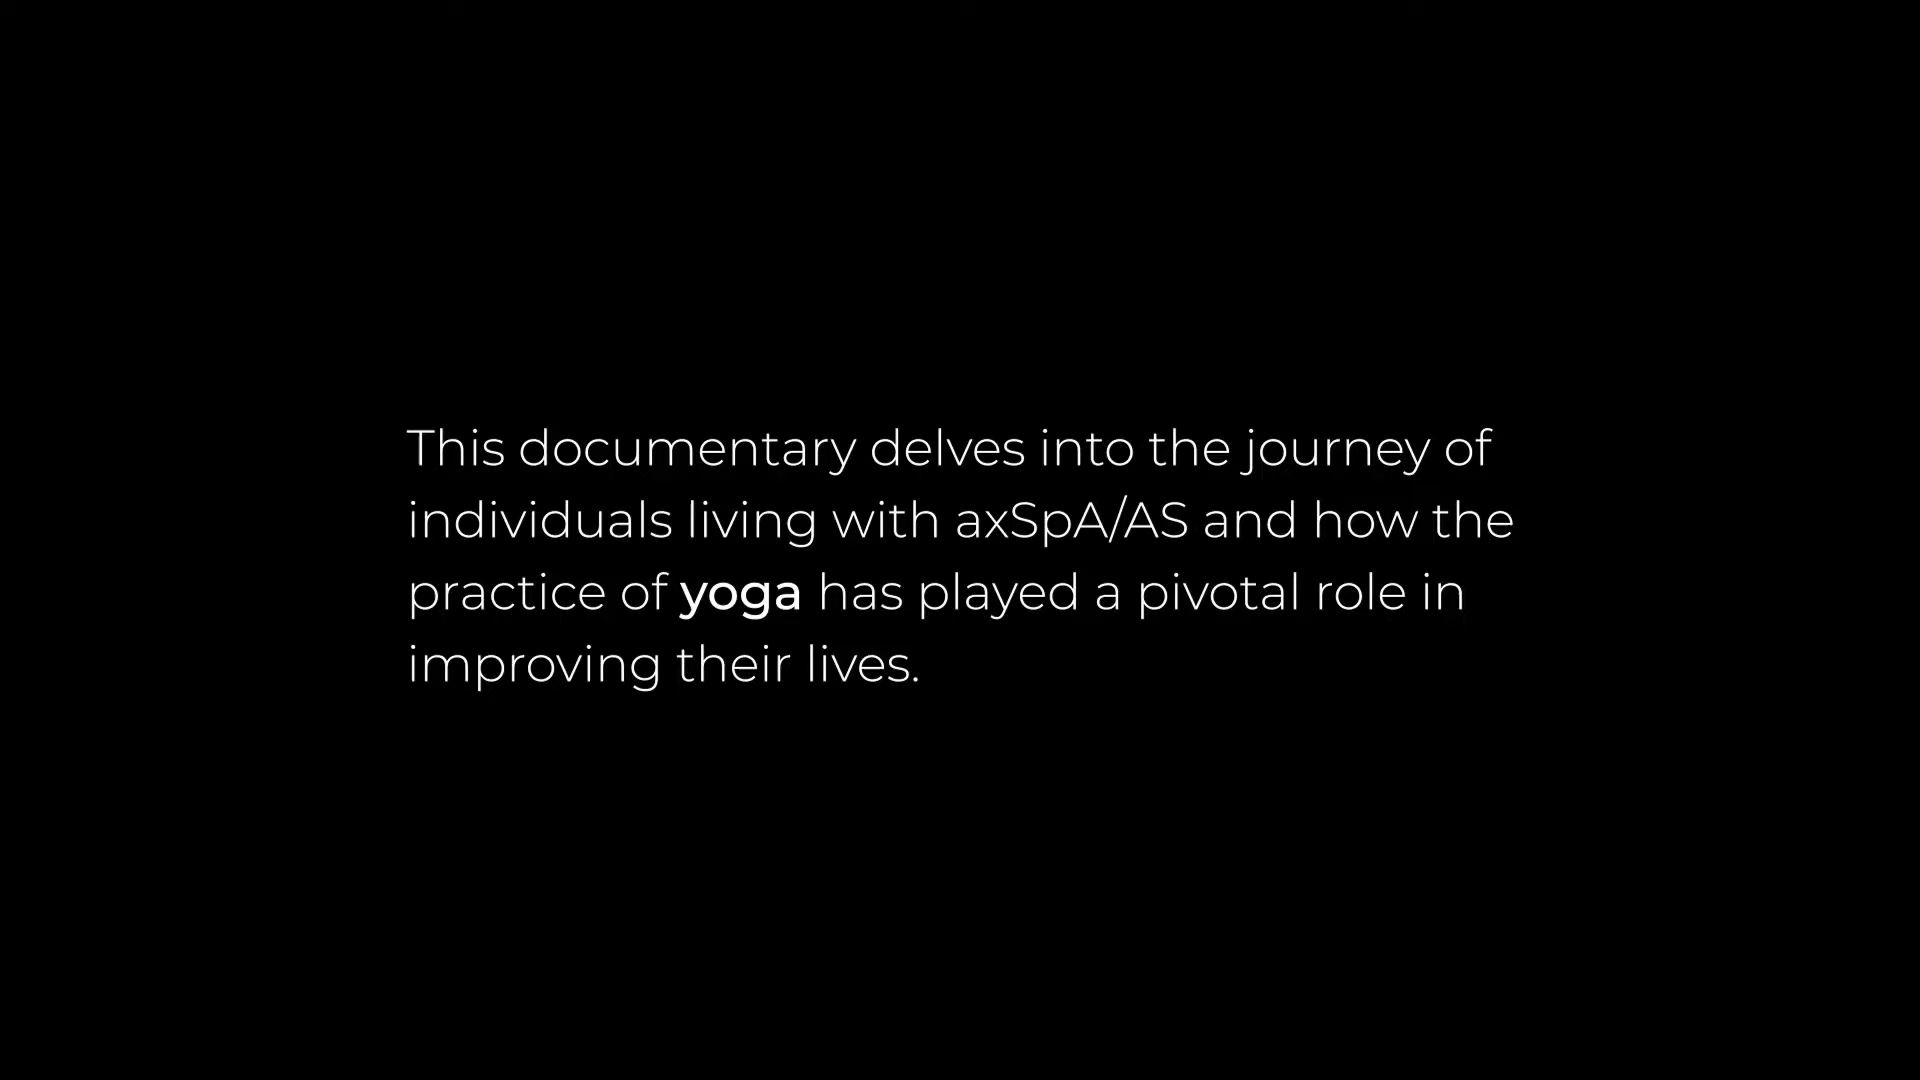 This documentary delves into the journey of
individuals living with axSpA/AS and how the
practice of yoga has played a pivotal role in
improving their lives.